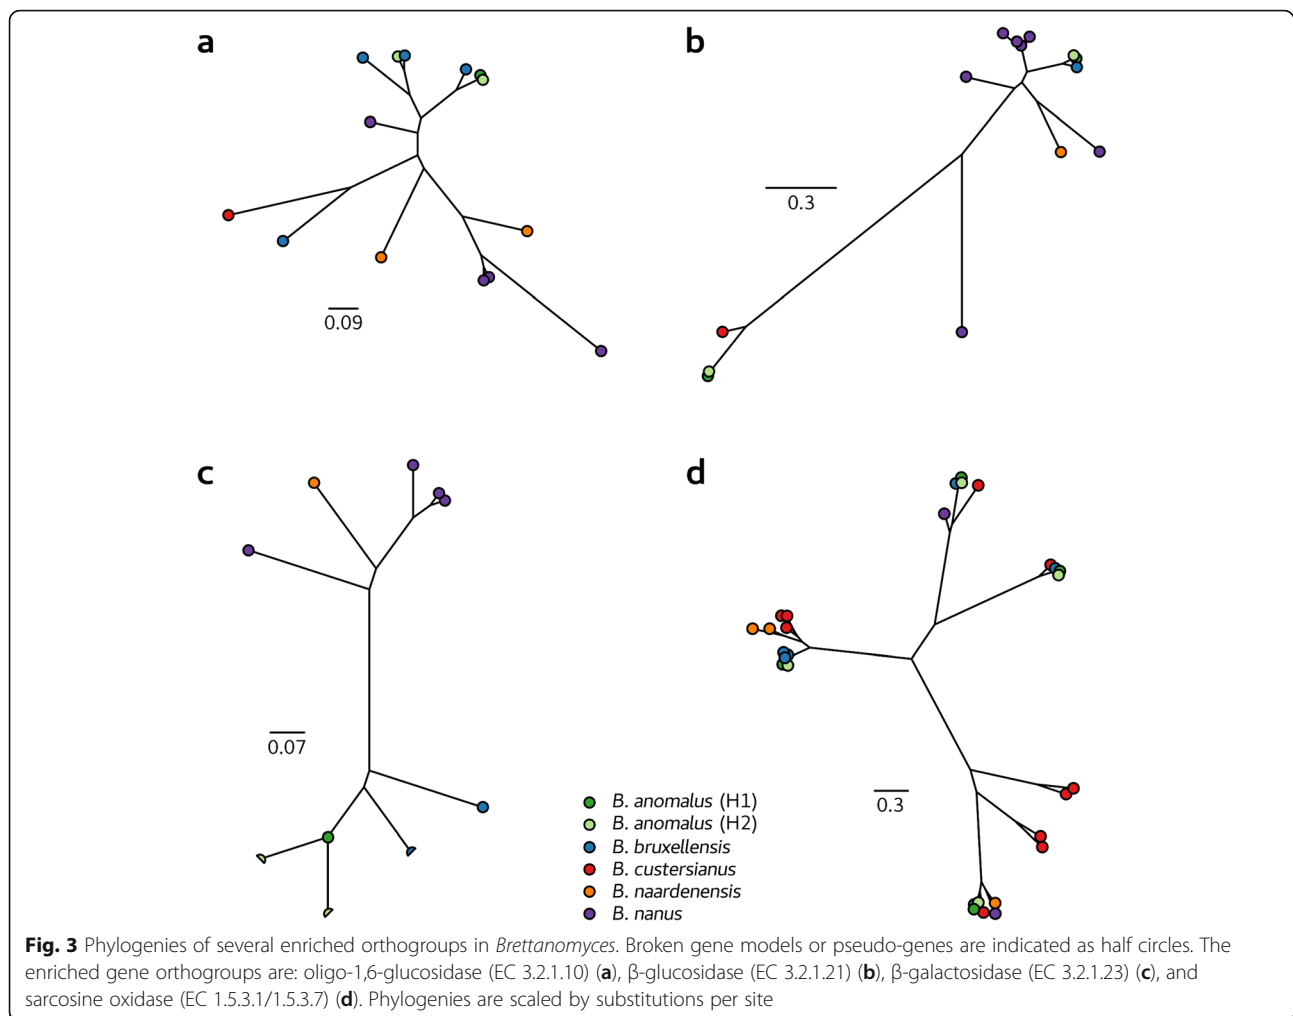 a
b
0.3
0.09
c
d
0.07
0.3
B. anomalus (H1)
B. anomalus (H2)
B. bruxellensis
B. custersianus
B. naardenensis
B. nanus
Fig. 3 Phylogenies of several enriched orthogroups in Brettanomyces. Broken gene models or pseudo-genes are indicated as half circles. The
enriched gene orthogroups are: oligo-1,6-glucosidase (EC 3.2.1.10) (a), β-glucosidase (EC 3.2.1.21) (b), β-galactosidase (EC 3.2.1.23) (c), and
sarcosine oxidase (EC 1.5.3.1/1.5.3.7) (d). Phylogenies are scaled by substitutions per site